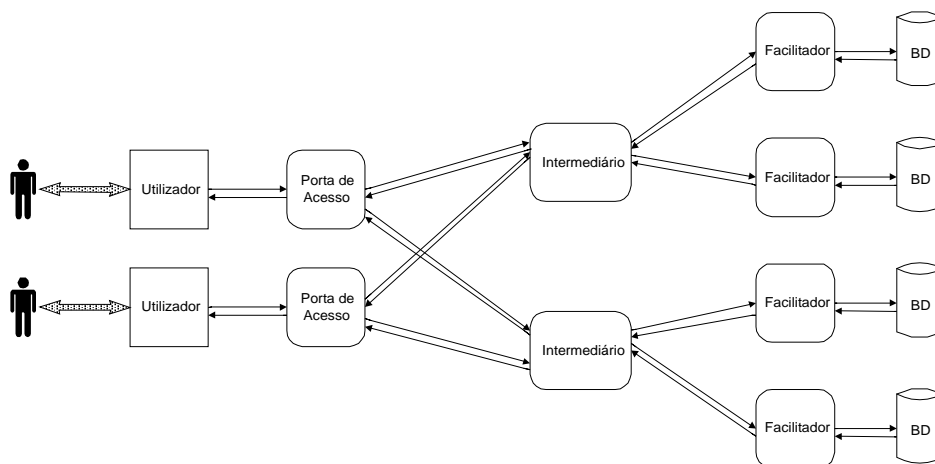 Facilitador
BD
Utilizador
Porta de
Acesso
Intermediário
Facilitador
BD
Utilizador
Porta de
Acesso
Intermediário
Facilitador
BD
Facilitador
BD